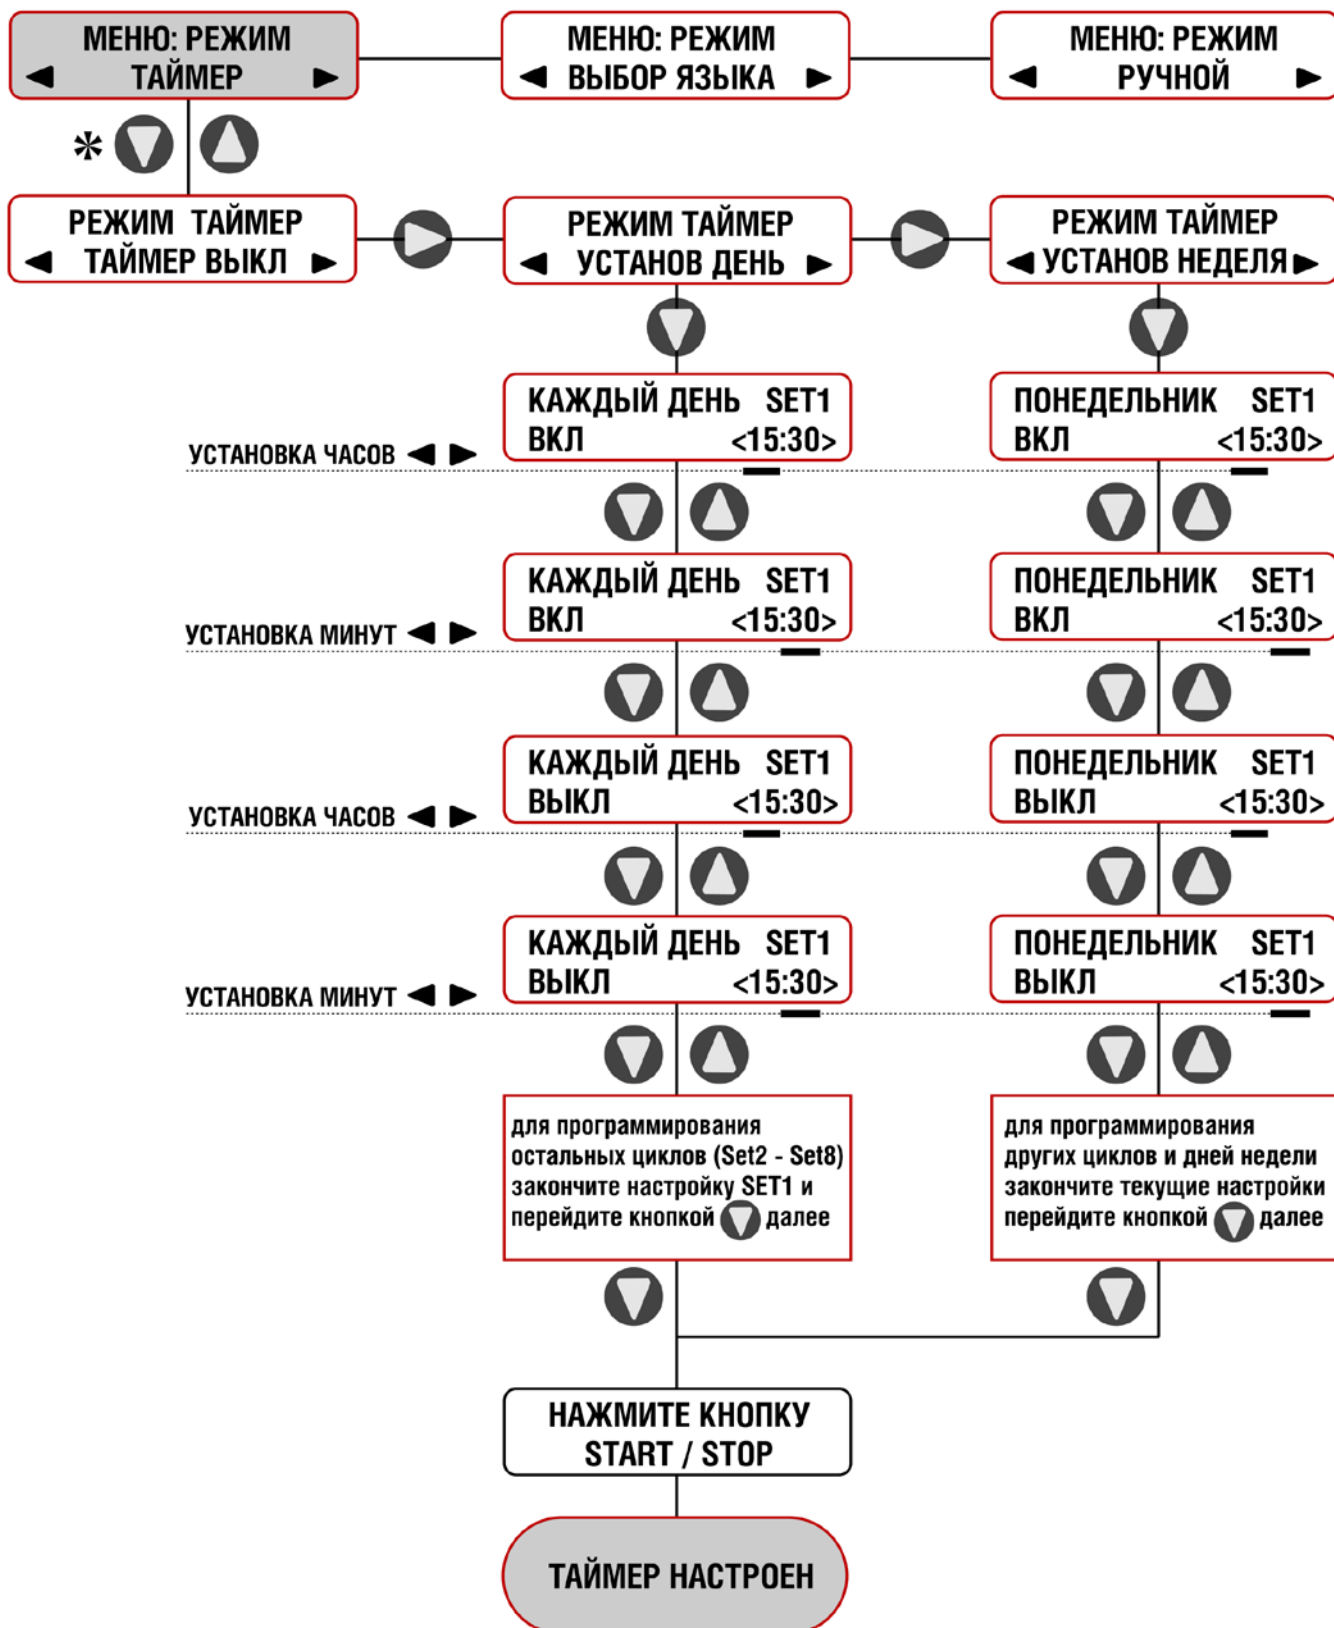 МЕНЮ: РЕЖИМ
◀ ТАЙМЕР ▶
МЕНЮ: РЕЖИМ
◀ ВЫБОР ЯЗЫКА ▶
МЕНЮ: РЕЖИМ
◀ РУЧНОЙ ▶
*
РЕЖИМ ТАЙМЕР
◀ ТАЙМЕР ВЫКЛ ▶
РЕЖИМ ТАЙМЕР
◀ УСТАНОВ ДЕНЬ ▶
РЕЖИМ ТАЙМЕР
◀ УСТАНОВ НЕДЕЛЯ ▶
УСТАНОВКА ЧАСОВ ◀ ▶
КАЖДЫЙ ДЕНЬ SET1
ВКЛ <15:30>
ПОНЕДЕЛЬНИК SET1
ВКЛ <15:30>
УСТАНОВКА МИНУТ ◀ ▶
КАЖДЫЙ ДЕНЬ SET1
ВКЛ <15:30>
ПОНЕДЕЛЬНИК SET1
ВКЛ <15:30>
УСТАНОВКА ЧАСОВ ◀ ▶
КАЖДЫЙ ДЕНЬ SET1
ВЫКЛ <15:30>
ПОНЕДЕЛЬНИК SET1
ВЫКЛ <15:30>
УСТАНОВКА МИНУТ ◀ ▶
КАЖДЫЙ ДЕНЬ SET1
ВЫКЛ <15:30>
ПОНЕДЕЛЬНИК SET1
ВЫКЛ <15:30>
для программирования
остальных циклов (Set2 - Set8)
закончите настройку SET1 и
перейдите кнопкой далее
для программирования
других циклов и дней недели
закончите текущие настройки
перейдите кнопкой далее
НАЖМИТЕ КНОПКУ
START / STOP
ТАЙМЕР НАСТРОЕН